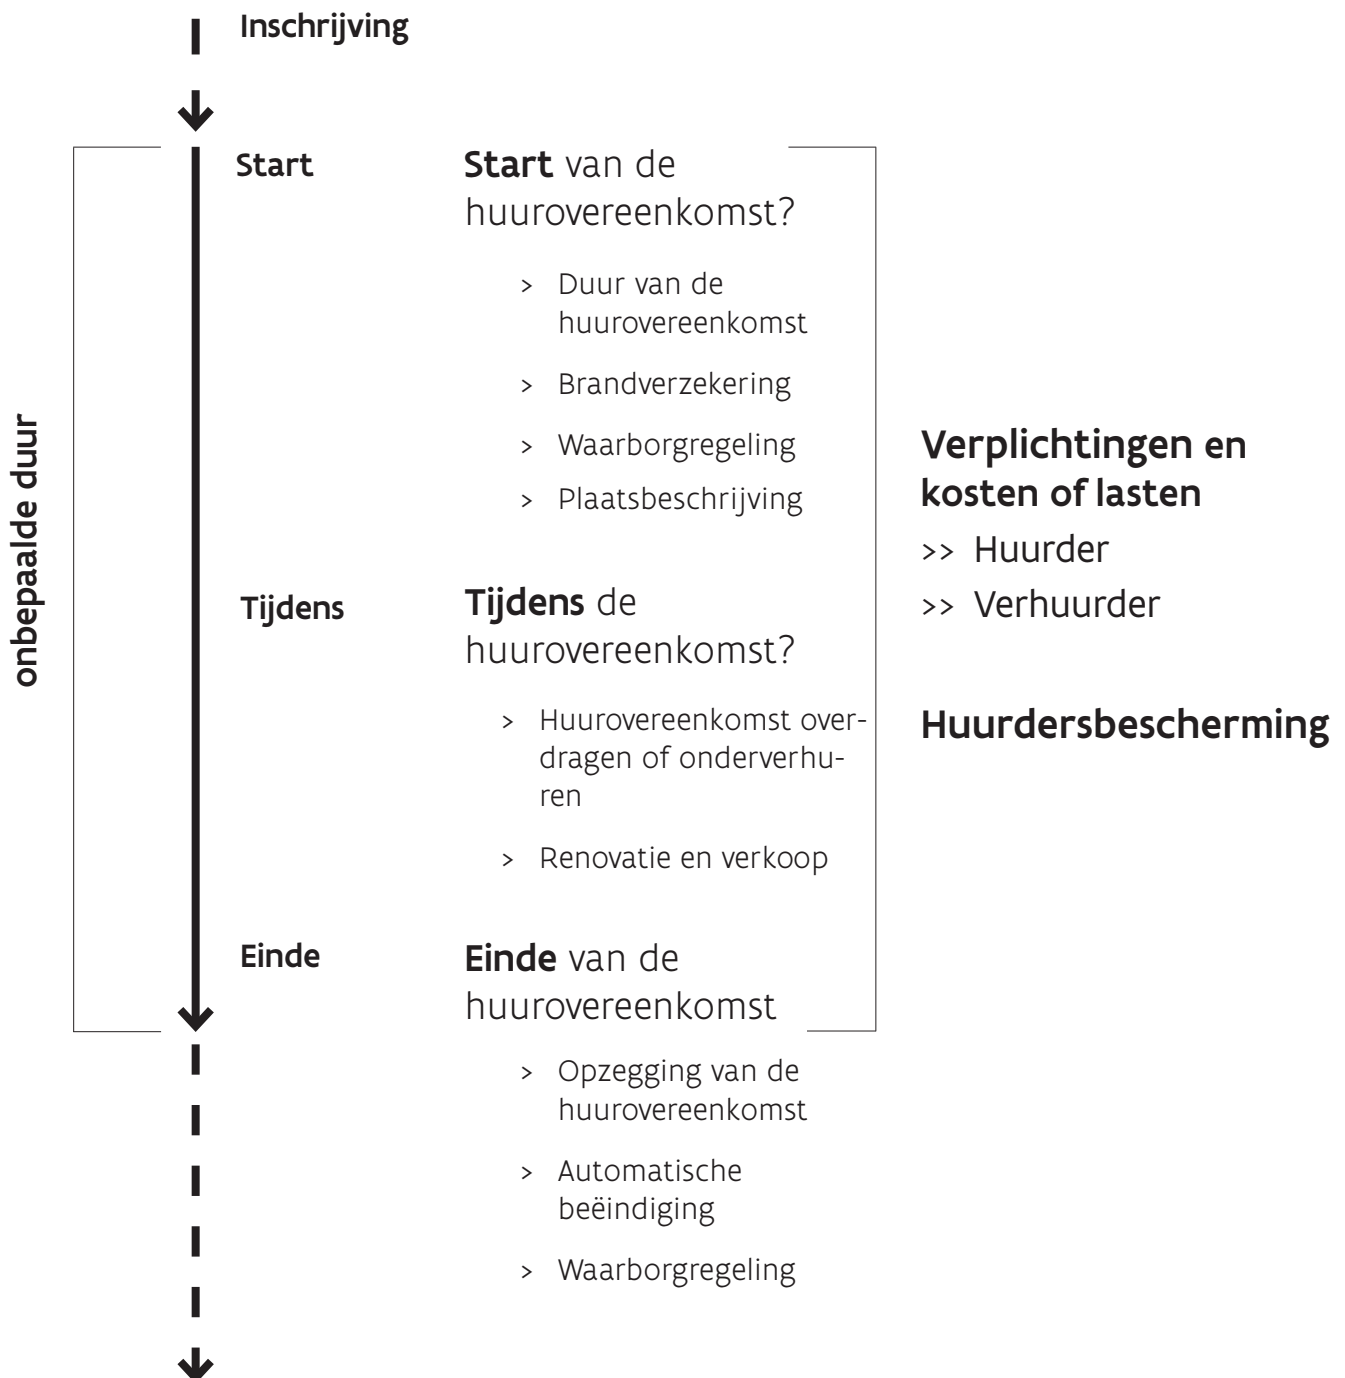 Inschrijving
onbepaalde duur
Start
Start van de
huurovereenkomst?
> Duur van de
huurovereenkomst
> Brandverzekering
> Waarborgregeling
> Plaatsbeschrijving
Tijdens
Tijdens de
huurovereenkomst?
> Huurovereenkomst over-
dragen of onderverhu-
ren
> Renovatie en verkoop
Einde
Einde van de
huurovereenkomst
> Opzegging van de
huurovereenkomst
> Automatische
beëindiging
> Waarborgregeling
Verplichtingen en
kosten of lasten
>> Huurder
>> Verhuurder
Huurdersbescherming